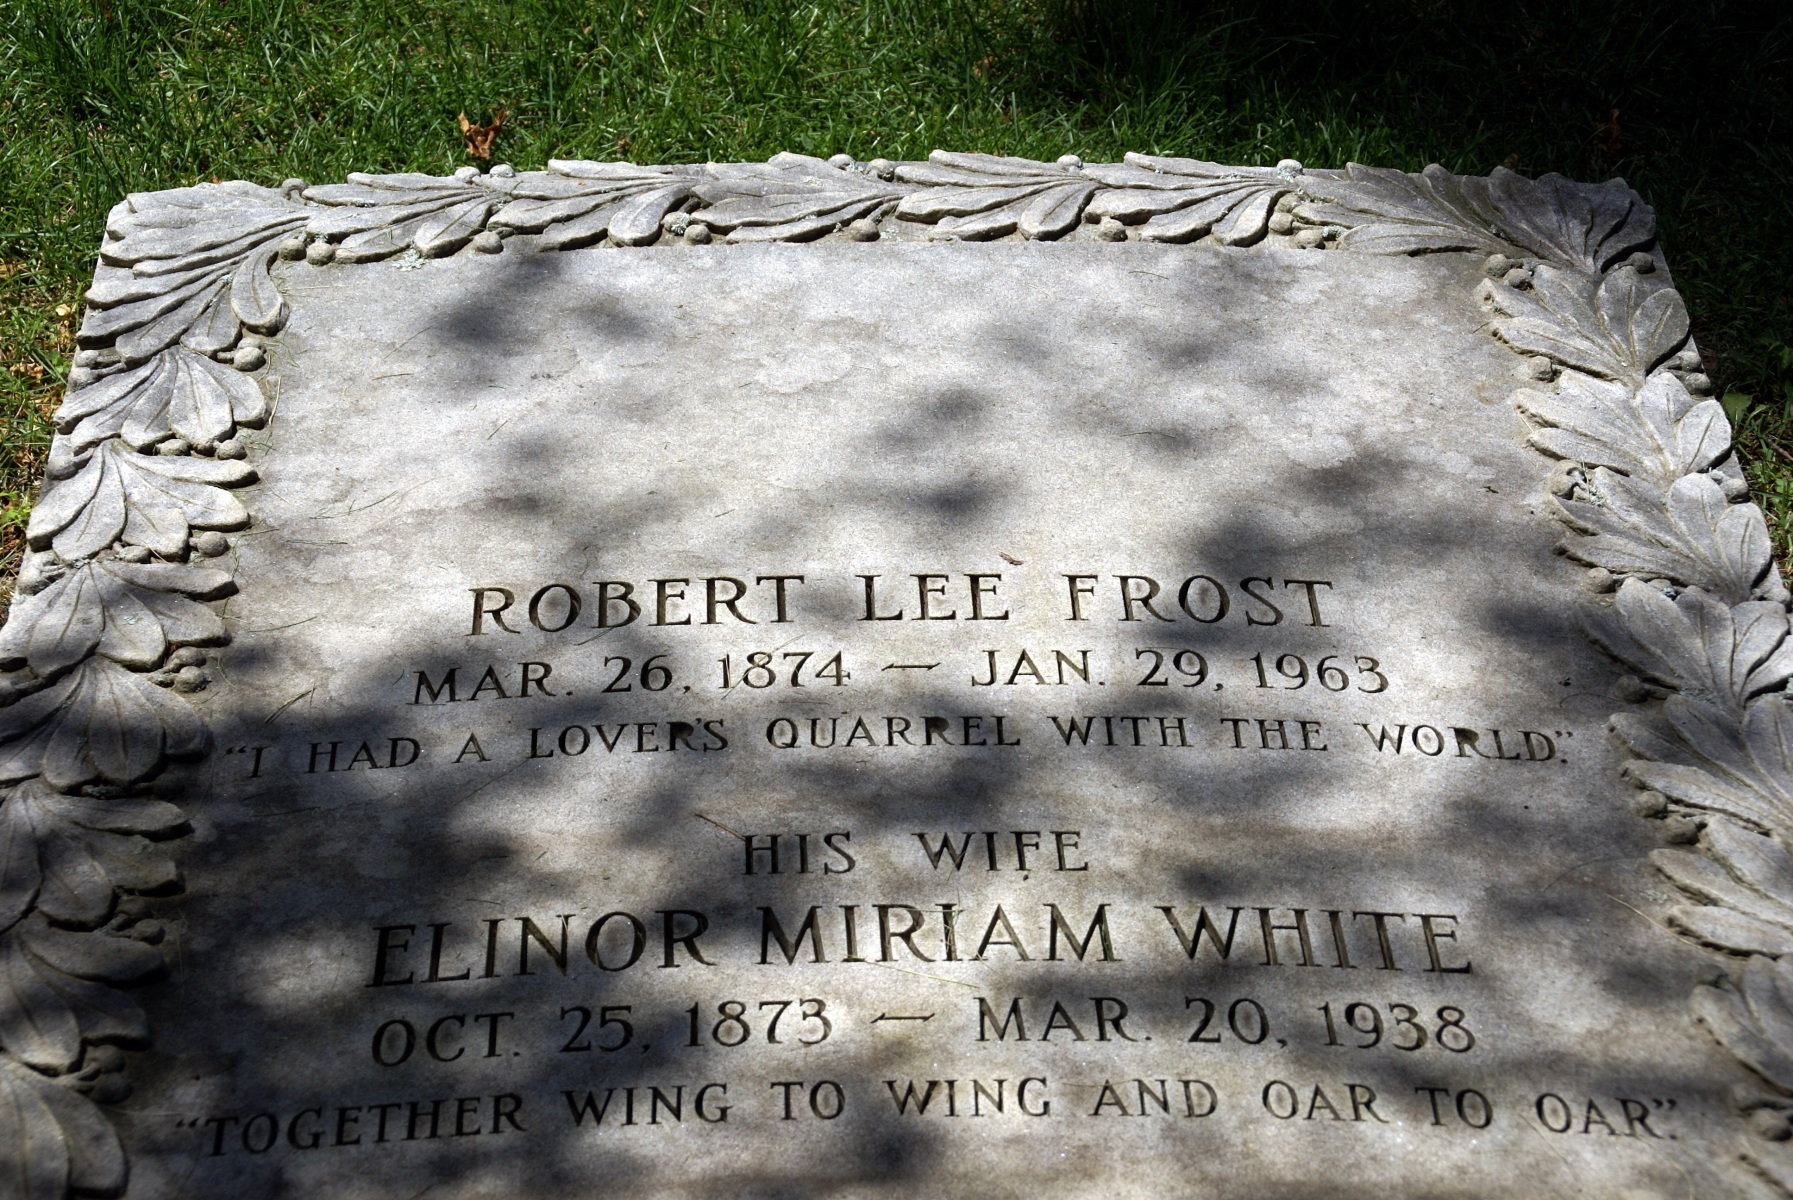 ROBERT LEE FROST
MAR. 26, 1874 – JAN. 29, 1963
"I HAD A LOVER'S QUARREL WITH THE WORLD."
HIS WIFE
ELINOR MIRIAM WHITE
OCT. 25, 1873 – MAR. 20, 1938
"TOGETHER WING TO WING AND OAR TO OAR."